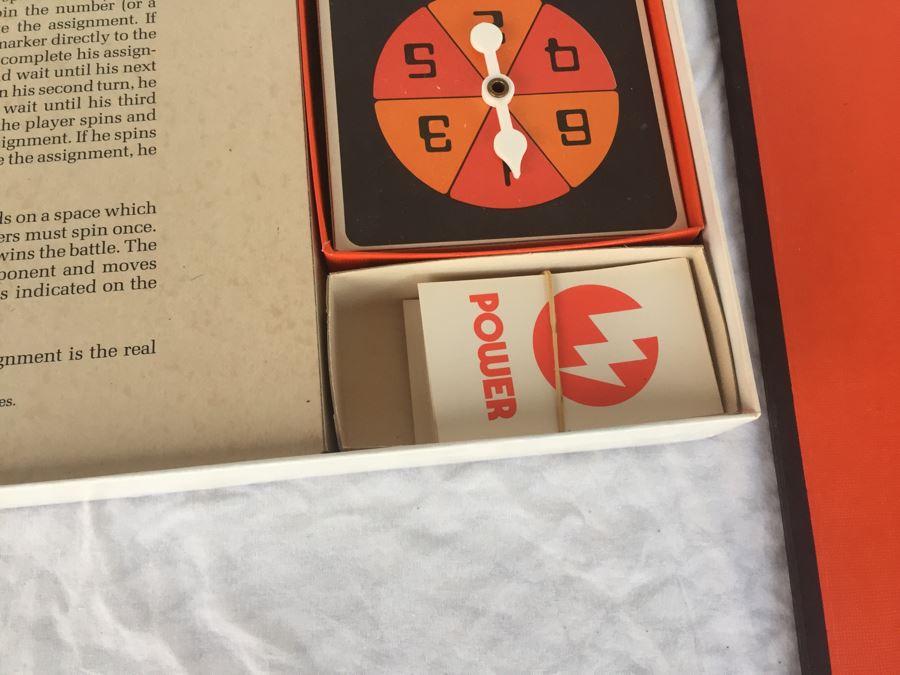 pin the number (or a
e the assignment. If
marker directly to the
complete his assign-
d wait until his next
n his second turn, he
wait until his third
he player spins and
ignment. If he spins
e the assignment, he
ds on a space which
ers must spin once.
wins the battle. The
ponent and moves
s indicated on the
gnment is the real
es.
5
4
3
6
1
POWER